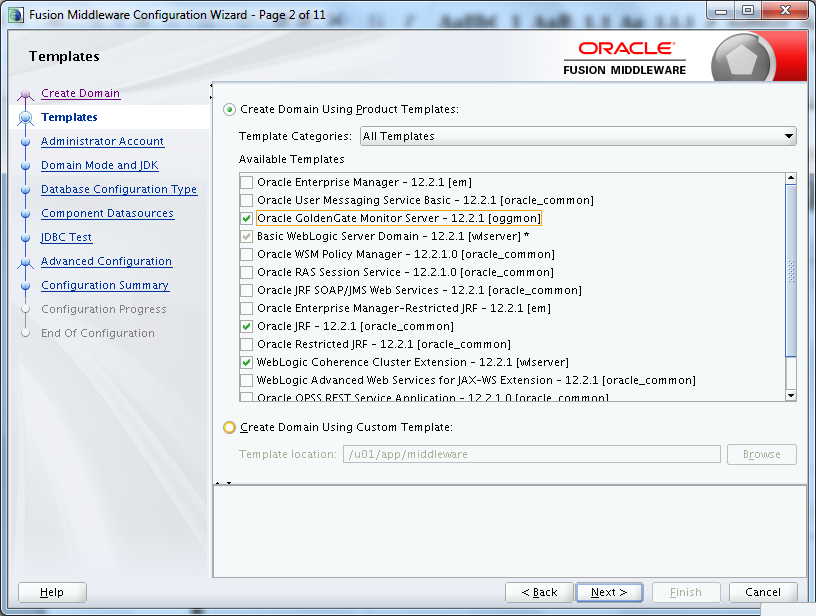 Fusion Middleware Configuration Wizard - Page 2 of 11
Templates
ORACLE
FUSION MIDDLEWARE
Create Domain
Templates
Administrator Account
Domain Mode and JDK
Database Configuration Type
Component Datasources
JDBC Test
Advanced Configuration
Configuration Summary
Configuration Progress
End Of Configuration
Create Domain Using Product Templates:
Template Categories: All Templates
Available Templates
Oracle Enterprise Manager - 12.2.1 [em]
Oracle User Messaging Service Basic - 12.2.1 [oracle_common]
Oracle GoldenGate Monitor Server - 12.2.1 [oggmon]
Basic WebLogic Server Domain - 12.2.1 [wlserver] *
Oracle WSM Policy Manager - 12.2.1.0 [oracle_common]
Oracle RAS Session Service - 12.2.1.0 [oracle_common]
Oracle JRF SOAP/JMS Web Services - 12.2.1 [oracle_common]
Oracle Enterprise Manager-Restricted JRF - 12.2.1 [em]
Oracle JRF - 12.2.1 [oracle_common]
Oracle Restricted JRF - 12.2.1 [oracle_common]
WebLogic Coherence Cluster Extension - 12.2.1 [wlserver]
WebLogic Advanced Web Services for JAX-WS Extension - 12.2.1 [oracle_common]
Oracle OPSS REST Service Application - 12.2.1.0 [oracle_common]
Create Domain Using Custom Template:
Template location: /u01/app/middleware Browse
Help < Back Next > Finish Cancel